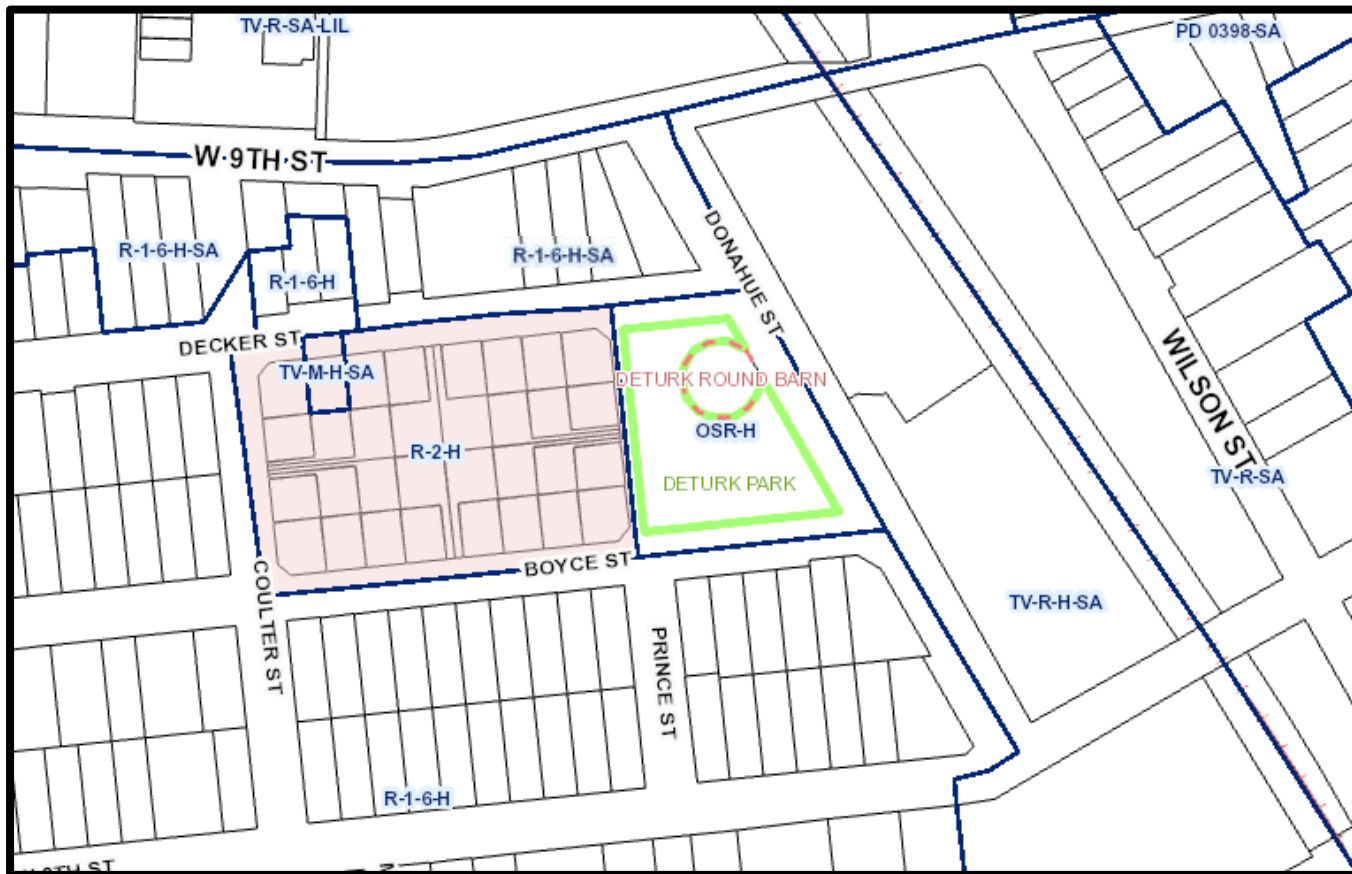 TV-R-SA-LIL
PD 0398-SA
W 9TH ST
R-1-6-H-SA
R-1-6-H-SA
R-1-6-H
DONAHUE ST
DECKER ST
TV-M-H-SA
DETURK ROUND BARN
WILSON ST
OSR-H
R-2-H
DETURK PARK
TV-R-SA
BOYCE ST
COULTER ST
TV-R-H-SA
PRINCE ST
R-1-6-H
TH ST